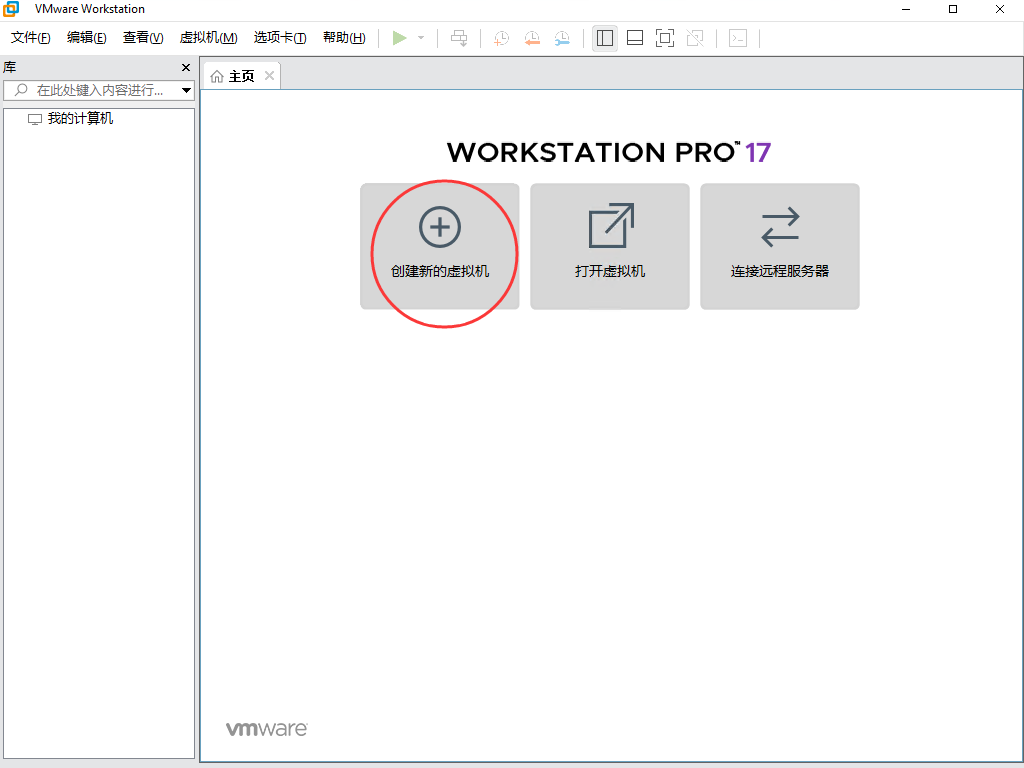 VMware Workstation
文件(F) 编辑(E) 查看(V) 虚拟机(M) 选项卡(T) 帮助(H)
库
在此处键入内容进行...
我的计算机
主页
WORKSTATION PRO™ 17
创建新的虚拟机
打开虚拟机
连接远程服务器
vmware